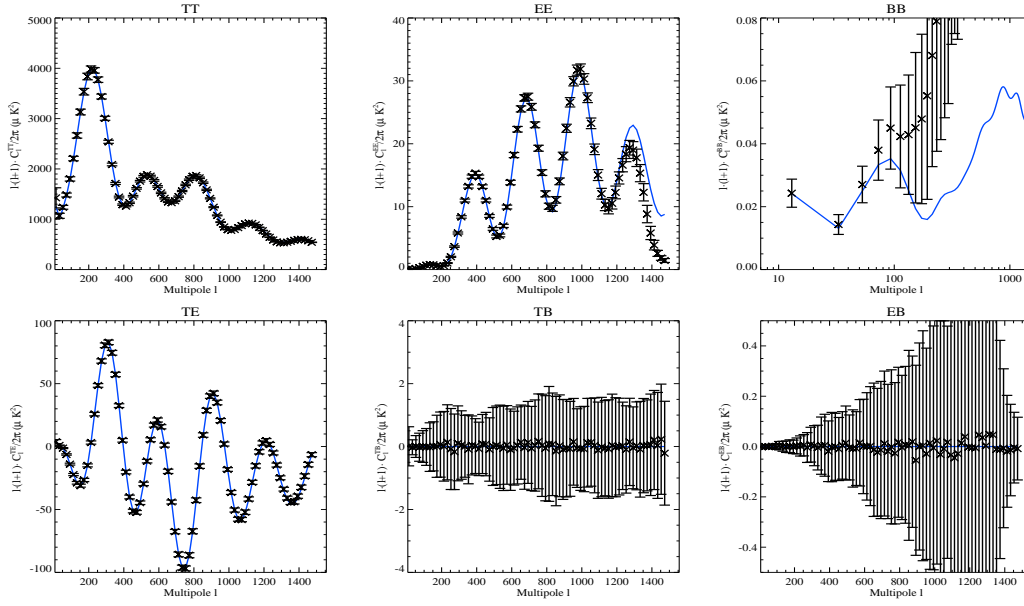 TT
EE
BB
5000
4000
3000
2000
1000
0
l·(l+1)· C_l^TT/2π (μ K²)
200 400 600 800 1000 1200 1400
Multipole l
40
30
20
10
0
l·(l+1)· C_l^EE/2π (μ K²)
200 400 600 800 1000 1200 1400
Multipole l
0.08
0.06
0.04
0.02
0.00
l·(l+1)· C_l^BB/2π (μ K²)
10 100 1000
Multipole l
TE
TB
EB
100
50
0
-50
-100
l·(l+1)· C_l^TE/2π (μ K²)
200 400 600 800 1000 1200 1400
Multipole l
4
2
0
-2
-4
l·(l+1)· C_l^TB/2π (μ K²)
200 400 600 800 1000 1200 1400
Multipole l
0.4
0.2
0.0
-0.2
-0.4
l·(l+1)· C_l^EB/2π (μ K²)
200 400 600 800 1000 1200 1400
Multipole l